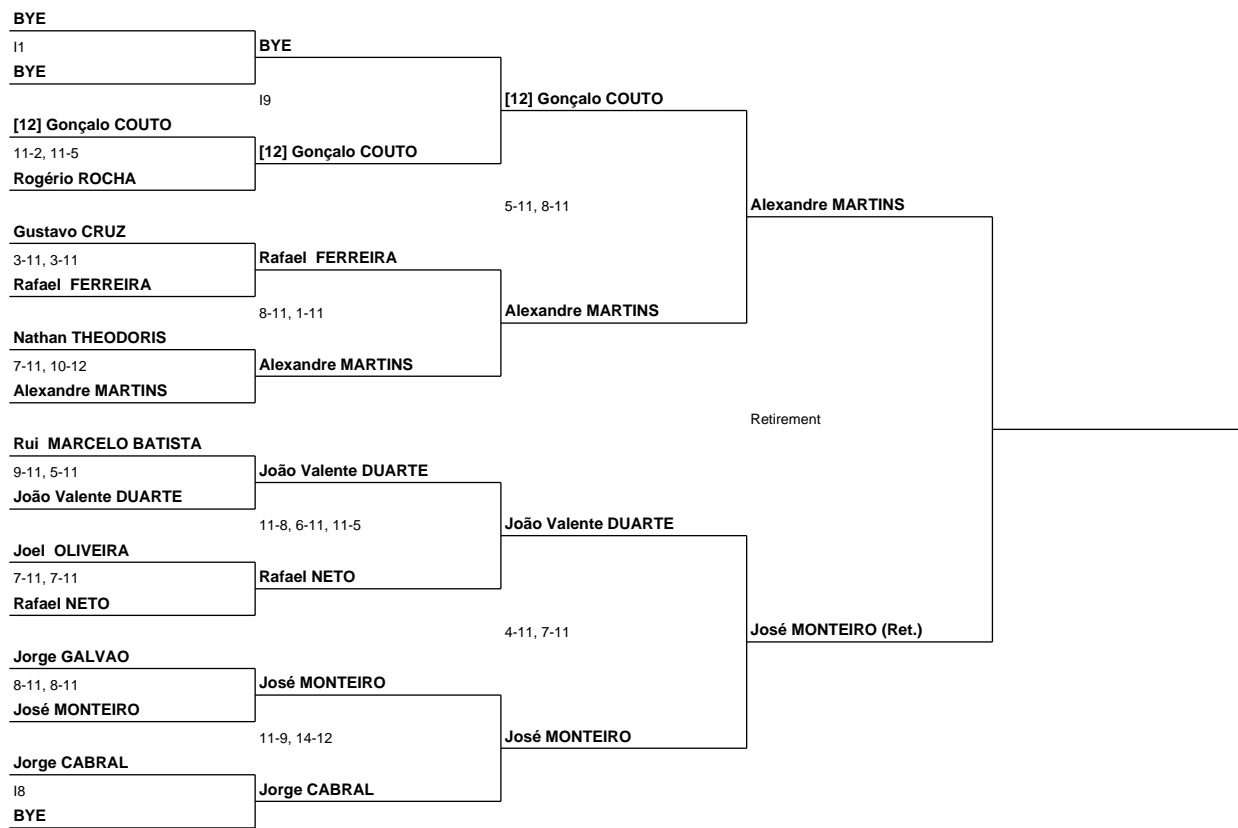 BYE
I1
BYE
BYE
I9
[12] Gonçalo COUTO
[12] Gonçalo COUTO
11-2, 11-5
[12] Gonçalo COUTO
Rogério ROCHA
5-11, 8-11
Alexandre MARTINS
Gustavo CRUZ
3-11, 3-11
Rafael FERREIRA
Rafael FERREIRA
8-11, 1-11
Alexandre MARTINS
Nathan THEODORIS
7-11, 10-12
Alexandre MARTINS
Alexandre MARTINS
Retirement
Rui MARCELO BATISTA
9-11, 5-11
João Valente DUARTE
João Valente DUARTE
11-8, 6-11, 11-5
João Valente DUARTE
Joel OLIVEIRA
7-11, 7-11
Rafael NETO
Rafael NETO
4-11, 7-11
José MONTEIRO (Ret.)
Jorge GALVAO
8-11, 8-11
José MONTEIRO
José MONTEIRO
11-9, 14-12
José MONTEIRO
Jorge CABRAL
I8
Jorge CABRAL
BYE